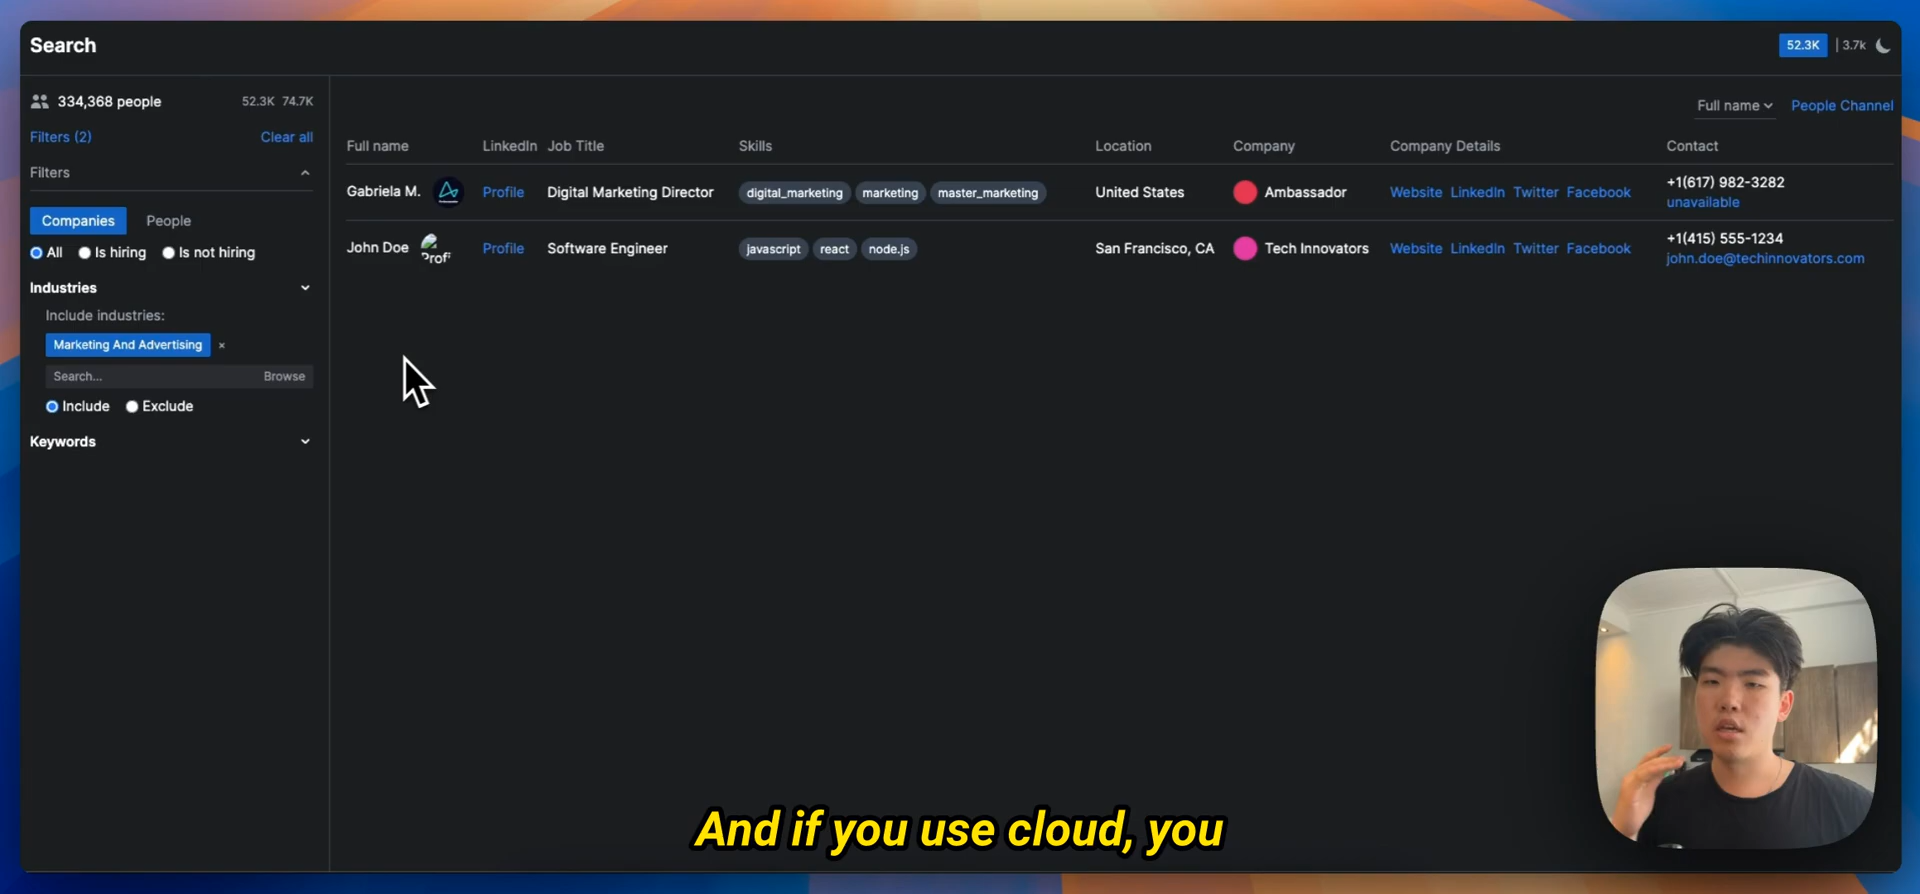 Search
52.3K | 3.7k
334,368 people 52.3K 74.7K
Filters (2) Clear all
Filters
Companies People
All Is hiring Is not hiring
Industries
Include industries:
Marketing And Advertising ×
Search... Browse
Include Exclude
Keywords
Full name People Channel
Full name LinkedIn Job Title Skills Location Company Company Details Contact
Gabriela M. Profile Digital Marketing Director digital_marketing marketing master_marketing United States Ambassador Website LinkedIn Twitter Facebook +1(617) 982-3282
unavailable
John Doe Prof Profile Software Engineer javascript react node.js San Francisco, CA Tech Innovators Website LinkedIn Twitter Facebook +1(415) 555-1234
john.doe@techinnovators.com
And if you use cloud, you